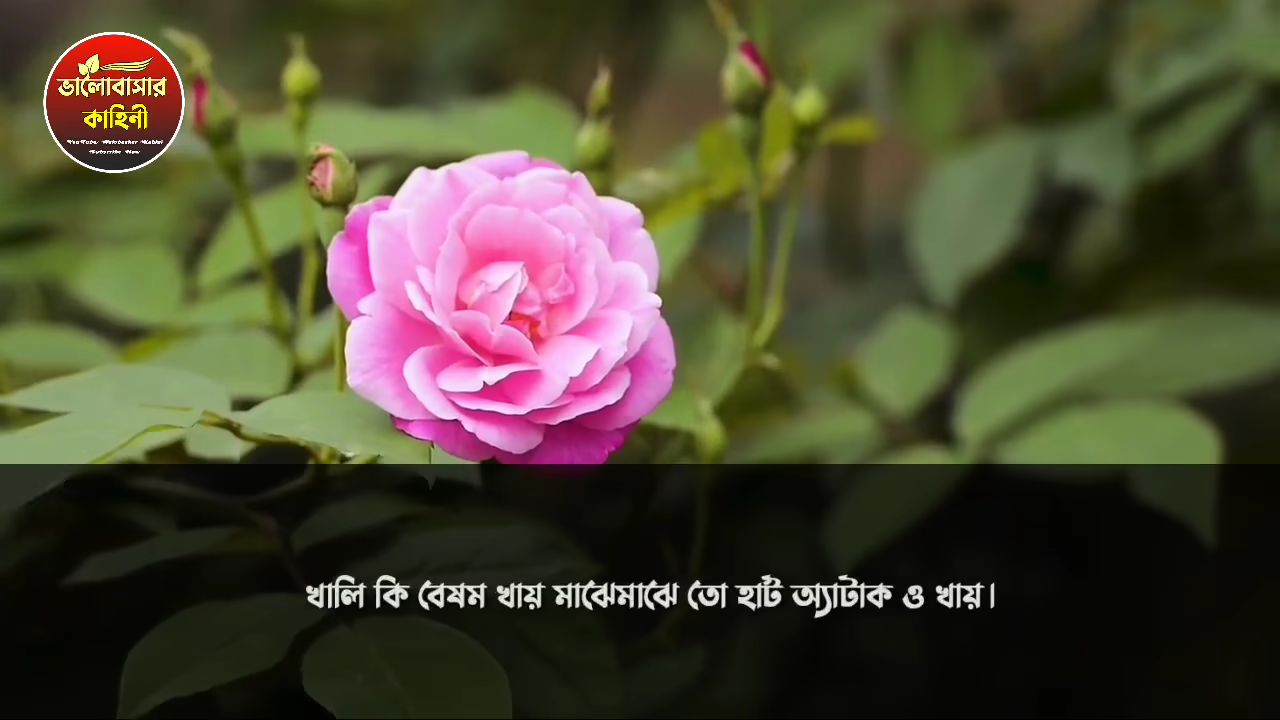 ভালোবাসার
কাহিনী
খালি কি বেষম খায় মাঝেমাঝে তো হার্ট অ্যাটাক ও খায়।